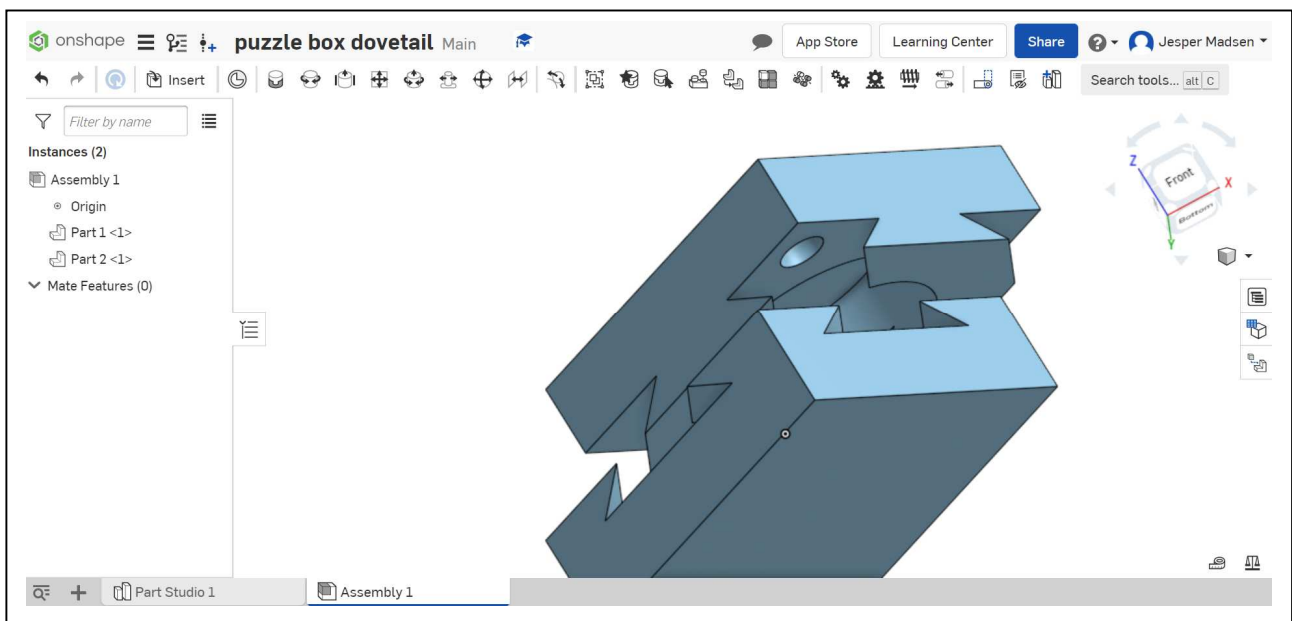 onshape puzzle box dovetail Main App Store Learning Center Share Jesper Madsen
Insert Search tools... alt C
Filter by name
Instances (2)
Assembly 1
Origin
Part 1 <1>
Part 2 <1>
Mate Features (0)
Z
Front
X
Bottom
Y
Part Studio 1 Assembly 1